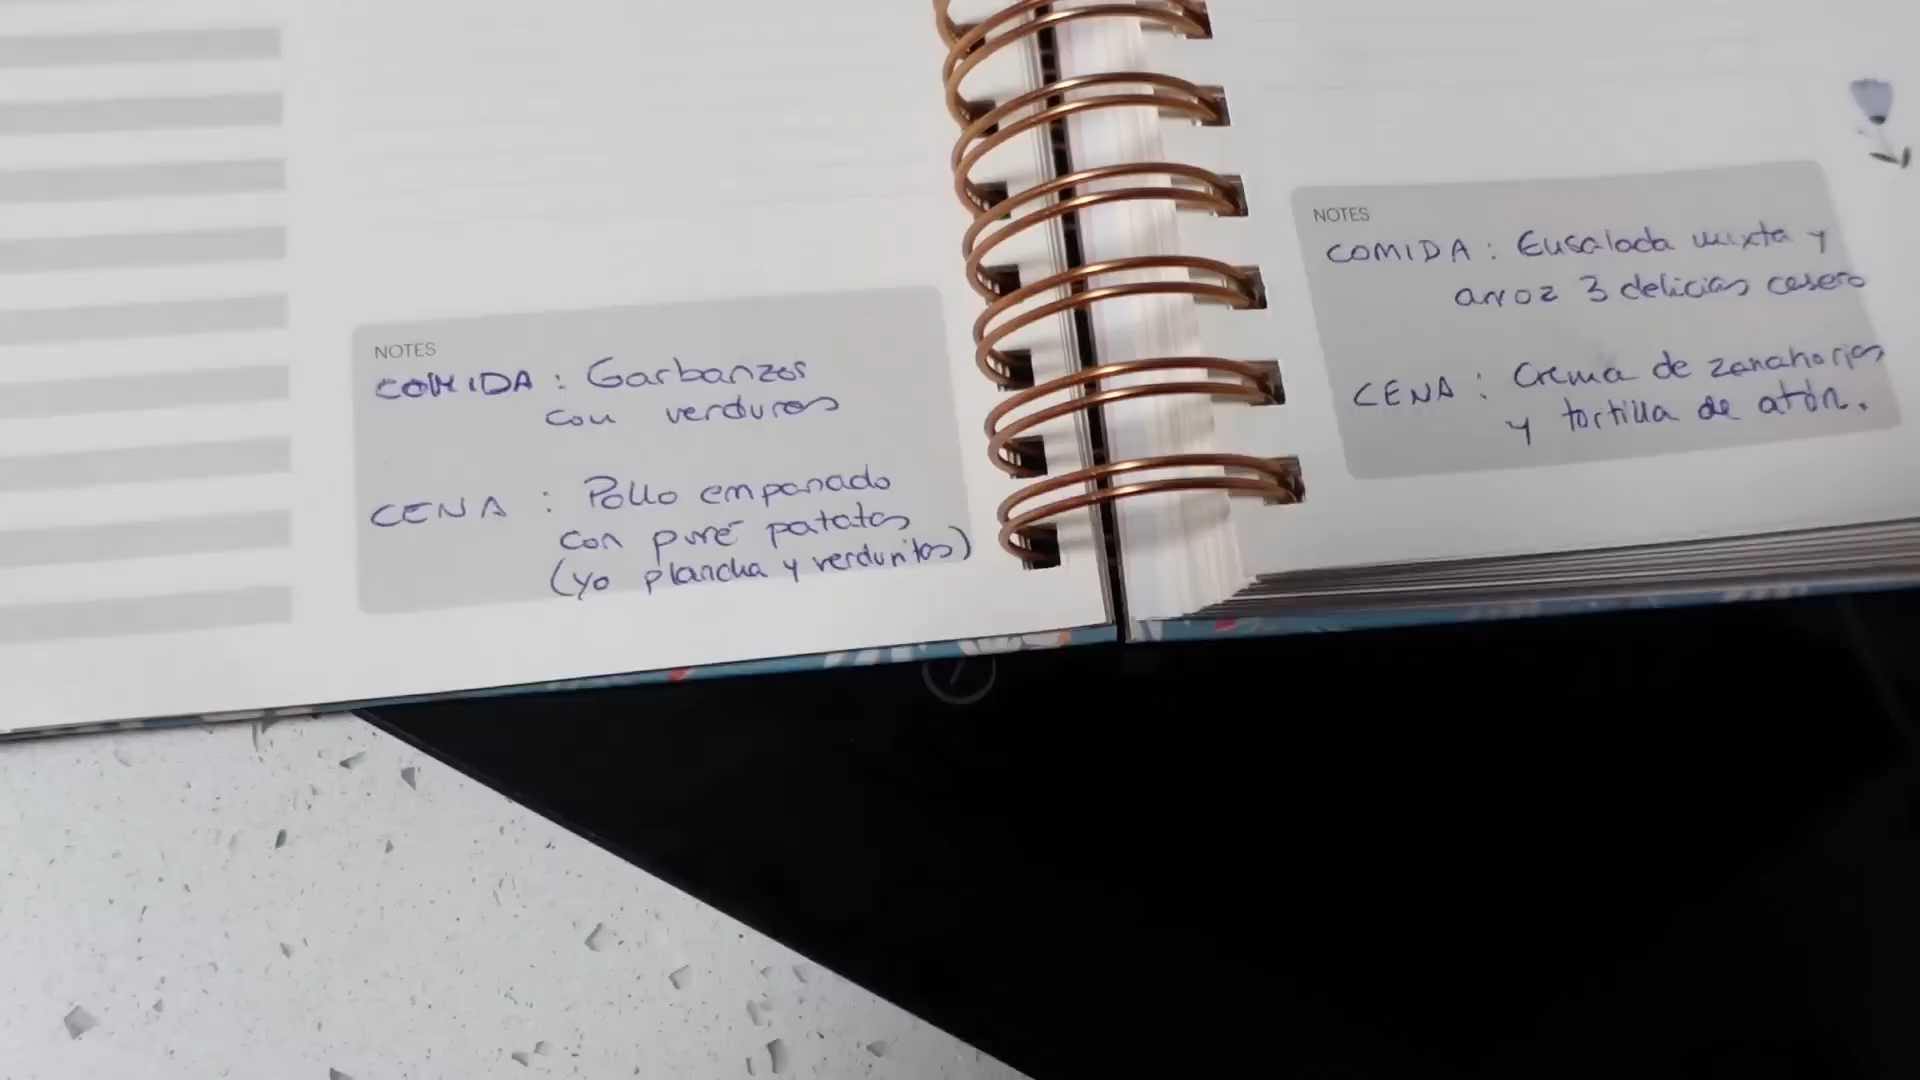 NOTES
COMIDA : Garbanzos
con verduras
CENA : Pollo empanado
con puré patatas
(yo plancha y verduritas)
NOTES
COMIDA : Ensalada mixta y
arroz 3 delicias casero
CENA : Crema de zanahorias
y tortilla de atún.